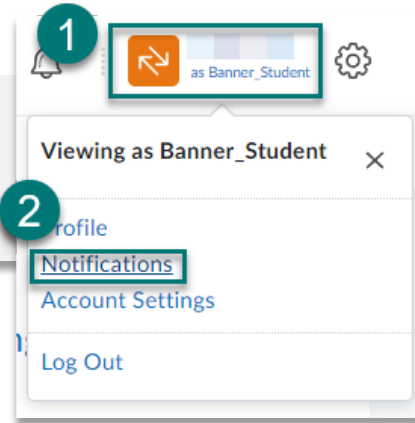 1
as Banner_Student
Viewing as Banner_Student
2
rofile
Notifications
Account Settings
Log Out